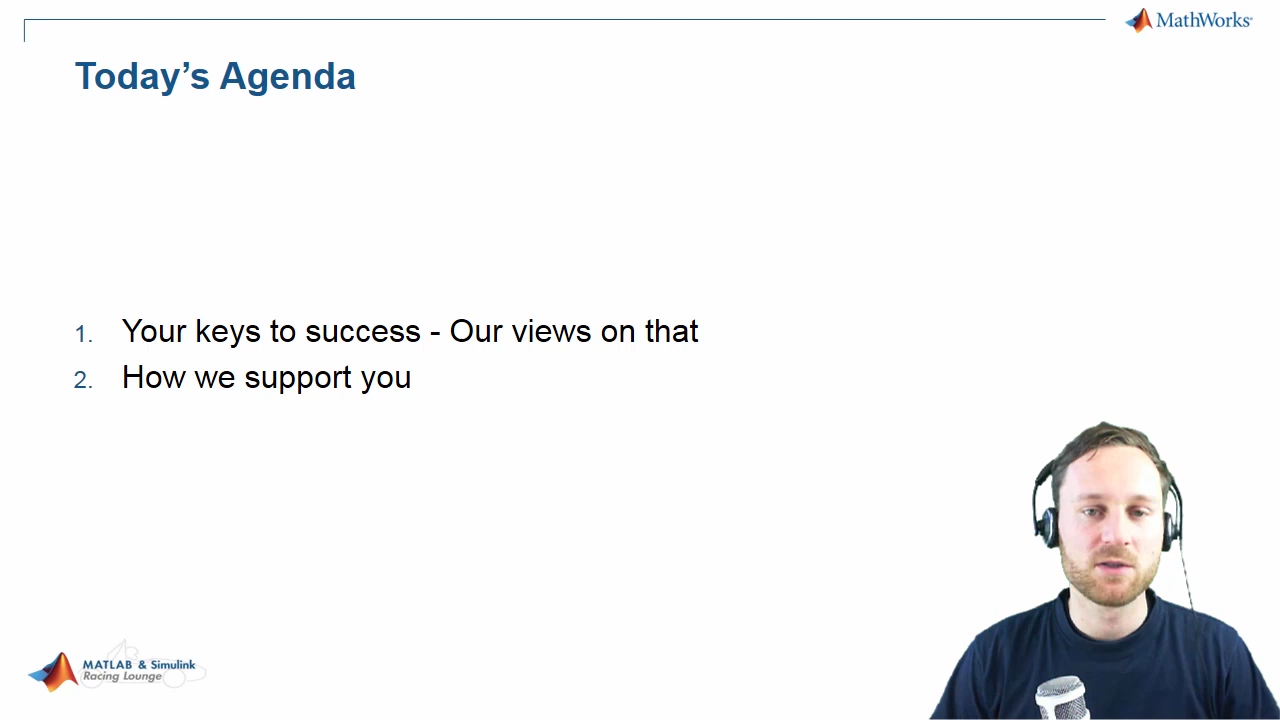 MathWorks®
Today’s Agenda
1. Your keys to success - Our views on that
2. How we support you
MATLAB & Simulink
Racing Lounge